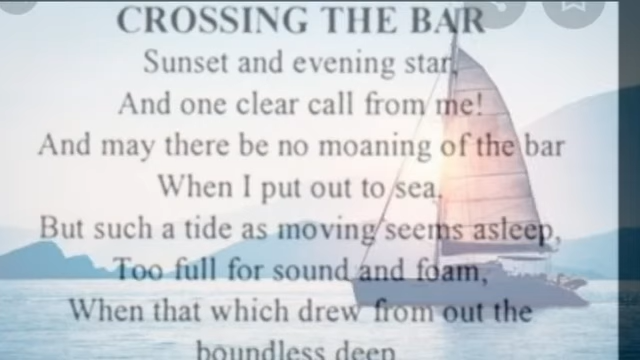 CROSSING THE BAR
Sunset and evening star,
And one clear call from me!
And may there be no moaning of the bar
When I put out to sea.
But such a tide as moving seems asleep,
Too full for sound and foam,
When that which drew from out the
boundless deep